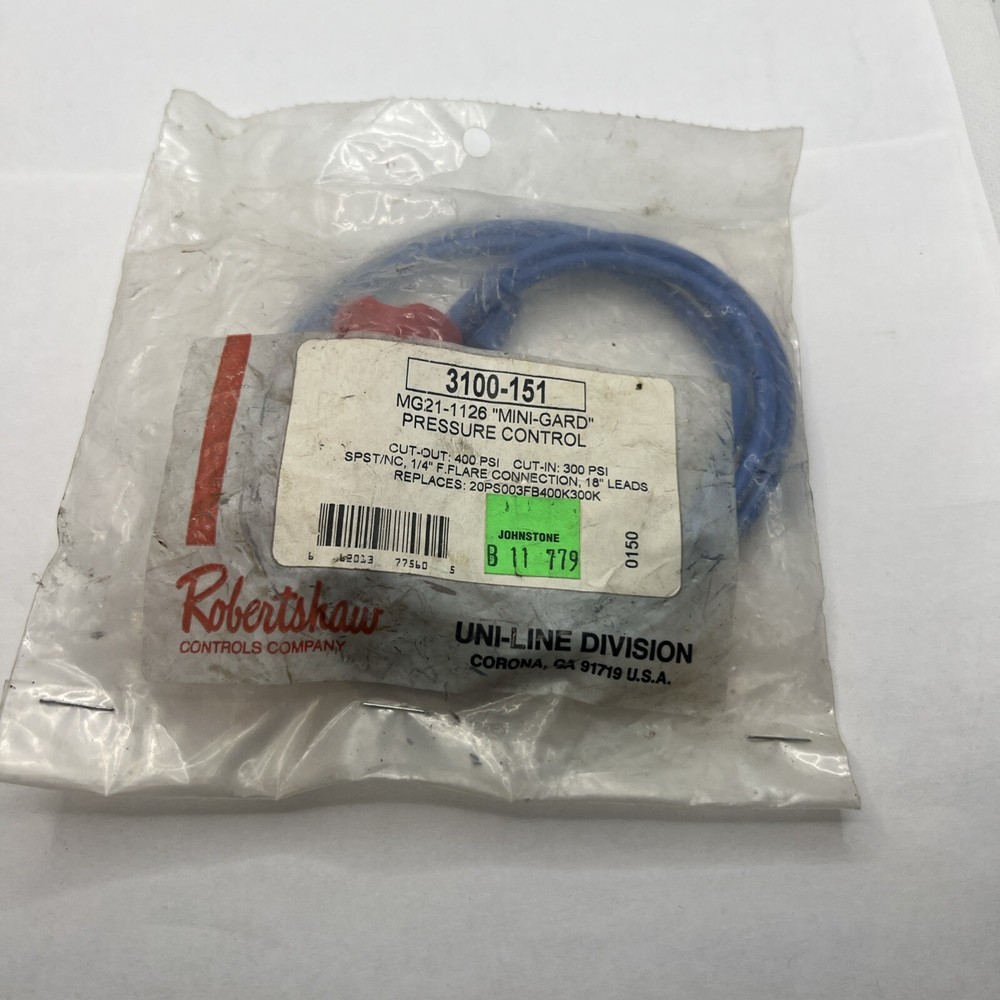 3100-151
MG21-1126 "MINI-GARD"
PRESSURE CONTROL
CUT-OUT: 400 PSI CUT-IN: 300 PSI
SPST/NC, 1/4" F.FLARE CONNECTION, 18" LEADS
REPLACES: 20PS003FB400K300K
JOHNSTONE
B 11 779
0150
6 68013 77560 5
Robertshaw
CONTROLS COMPANY
UNI-LINE DIVISION
CORONA, CA 91719 U.S.A.